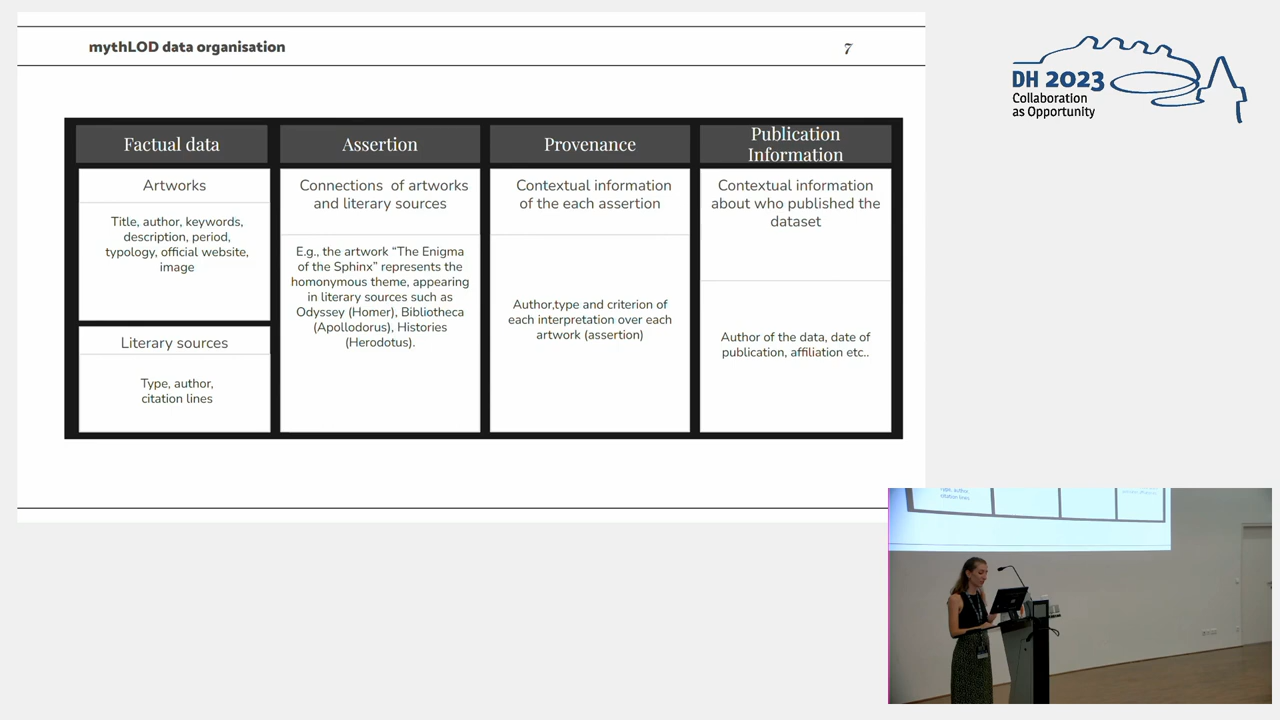 mythLOD data organisation
7
DH 2023
Collaboration
as Opportunity
Factual data
Artworks
Title, author, keywords,
description, period,
typology, official website,
image
Literary sources
Type, author,
citation lines
Assertion
Connections of artworks
and literary sources
E.g., the artwork “The Enigma
of the Sphinx” represents the
homonymous theme, appearing
in literary sources such as
Odyssey (Homer), Bibliotheca
(Apollodorus), Histories
(Herodotus).
Provenance
Contextual information
of the each assertion
Author,type and criterion of
each interpretation over each
artwork (assertion)
Publication
Information
Contextual information
about who published the
dataset
Author of the data, date of
publication, affiliation etc..
Type, author,
citation lines